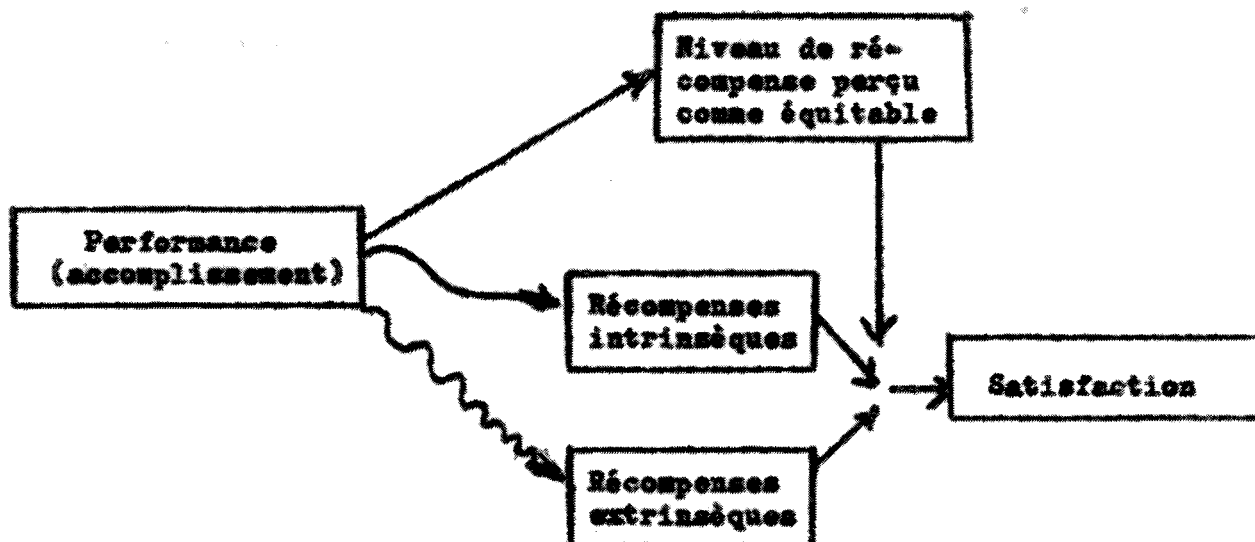 Niveau de ré-
compense perçu
comme équitable
Performance
(accomplissement)
Récompenses
intrinsèques
Satisfaction
Récompenses
extrinsèques